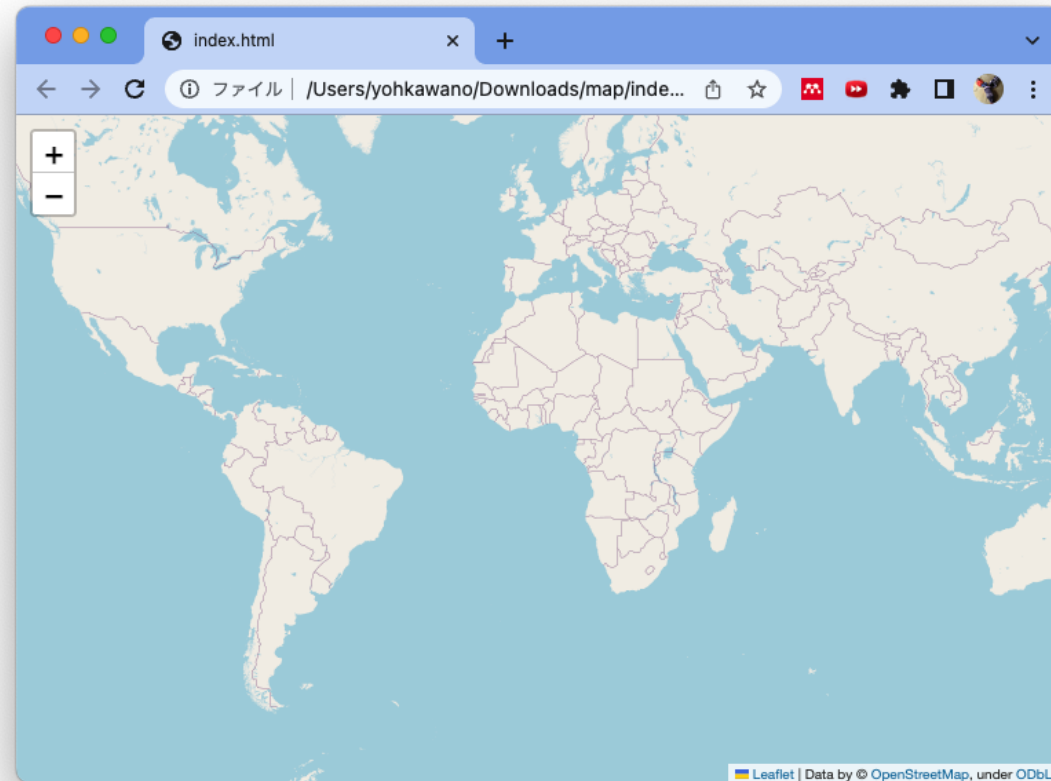 index.html
ファイル | /Users/yohkawano/Downloads/map/inde...
+
−
Leaflet | Data by © OpenStreetMap, under ODbL